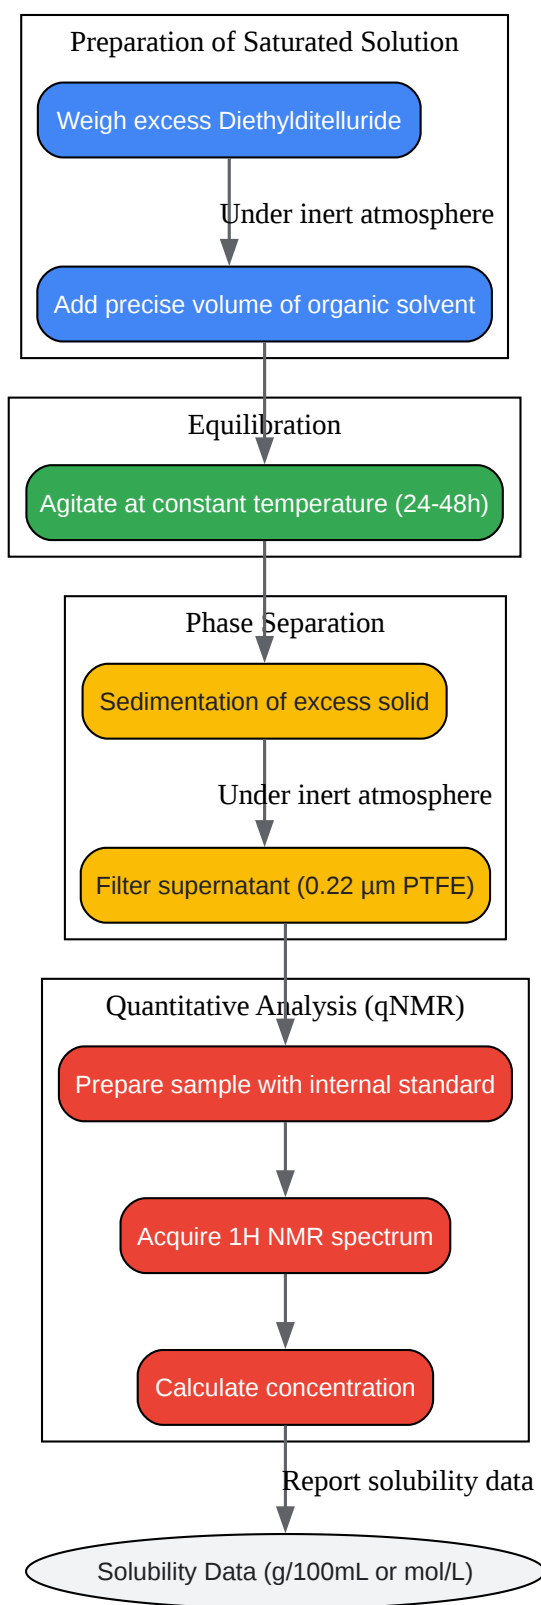 Preparation of Saturated Solution
Weigh excess Diethylditelluride
Under inert atmosphere
Add precise volume of organic solvent
Equilibration
Agitate at constant temperature (24-48h)
Phase Separation
Sedimentation of excess solid
Under inert atmosphere
Filter supernatant (0.22 µm PTFE)
Quantitative Analysis (qNMR)
Prepare sample with internal standard
Acquire 1H NMR spectrum
Calculate concentration
Report solubility data
Solubility Data (g/100mL or mol/L)